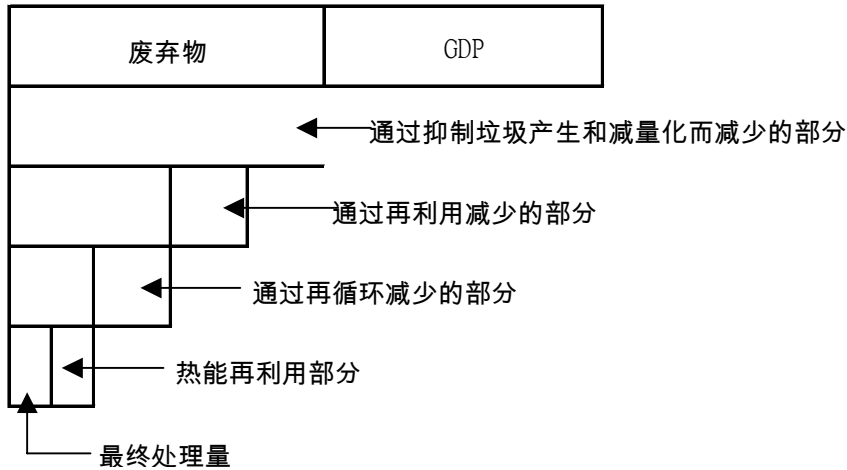 废弃物 GDP
通过抑制垃圾产生和减量化而减少的部分
通过再利用减少的部分
通过再循环减少的部分
热能再利用部分
最终处理量